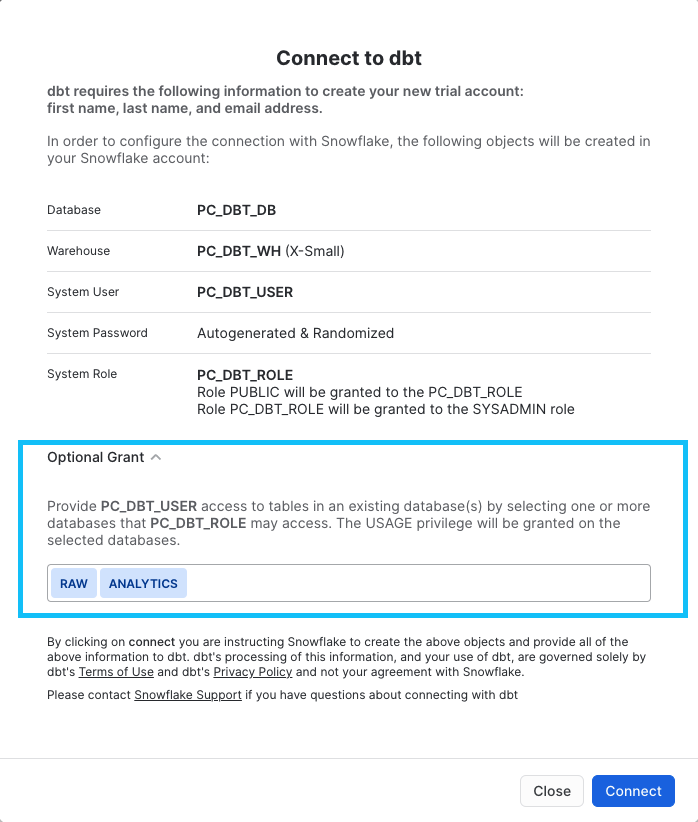 Connect to dbt
dbt requires the following information to create your new trial account:
first name, last name, and email address.
In order to configure the connection with Snowflake, the following objects will be created in
your Snowflake account:
Database PC_DBT_DB
Warehouse PC_DBT_WH (X-Small)
System User PC_DBT_USER
System Password Autogenerated & Randomized
System Role PC_DBT_ROLE
Role PUBLIC will be granted to the PC_DBT_ROLE
Role PC_DBT_ROLE will be granted to the SYSADMIN role
Optional Grant
Provide PC_DBT_USER access to tables in an existing database(s) by selecting one or more
databases that PC_DBT_ROLE may access. The USAGE privilege will be granted on the
selected databases.
RAW ANALYTICS
By clicking on connect you are instructing Snowflake to create the above objects and provide all of the
above information to dbt. dbt's processing of this information, and your use of dbt, are governed solely by
dbt's Terms of Use and dbt's Privacy Policy and not your agreement with Snowflake.
Please contact Snowflake Support if you have questions about connecting with dbt
Close Connect